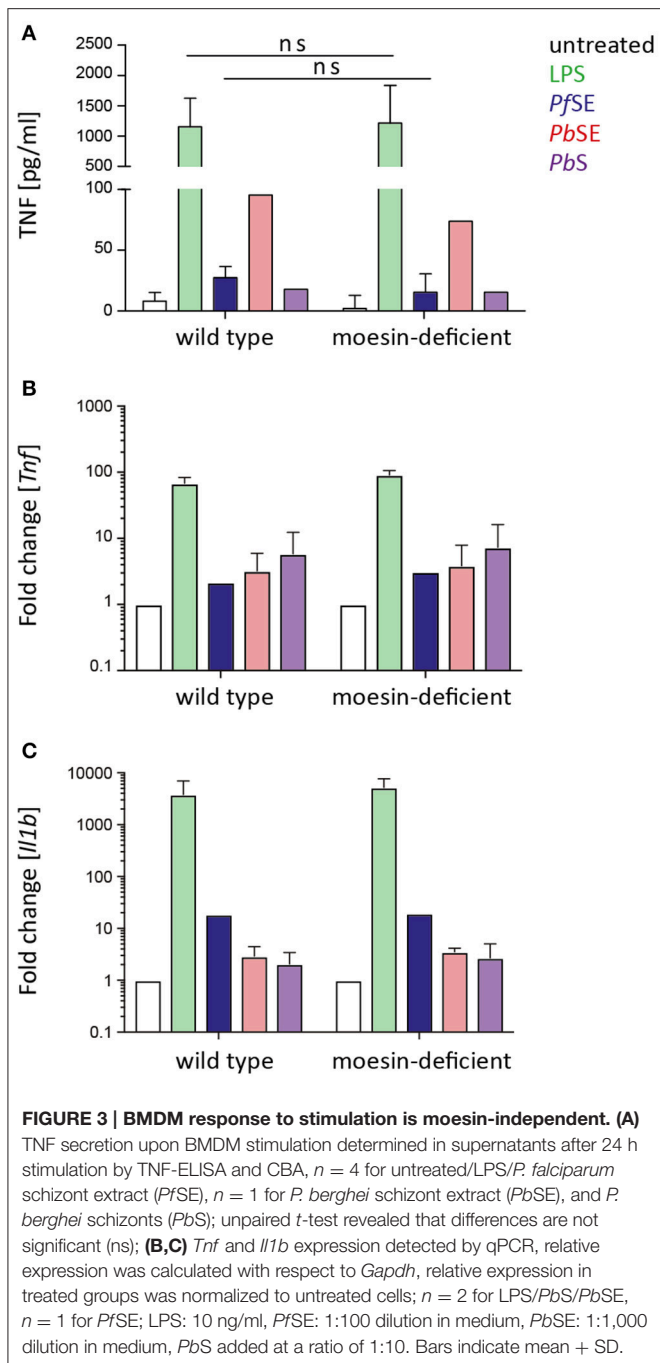 A
TNF [pg/ml]
2500
2000
1500
1000
500
100
50
0
ns
ns
untreated
LPS
PfSE
PbSE
PbS
wild type
moesin-deficient
B
Fold change [Tnf]
1000
100
10
1
0.1
wild type
moesin-deficient
C
Fold change [Il1b]
10000
1000
100
10
1
0.1
wild type
moesin-deficient
FIGURE 3 | BMDM response to stimulation is moesin-independent. (A)
TNF secretion upon BMDM stimulation determined in supernatants after 24 h
stimulation by TNF-ELISA and CBA, n = 4 for untreated/LPS/P. falciparum
schizont extract (PfSE), n = 1 for P. berghei schizont extract (PbSE), and P.
berghei schizonts (PbS); unpaired t-test revealed that differences are not
significant (ns); (B,C) Tnf and Il1b expression detected by qPCR, relative
expression was calculated with respect to Gapdh, relative expression in
treated groups was normalized to untreated cells; n = 2 for LPS/PbS/PbSE,
n = 1 for PfSE; LPS: 10 ng/ml, PfSE: 1:100 dilution in medium, PbSE: 1:1,000
dilution in medium, PbS added at a ratio of 1:10. Bars indicate mean + SD.